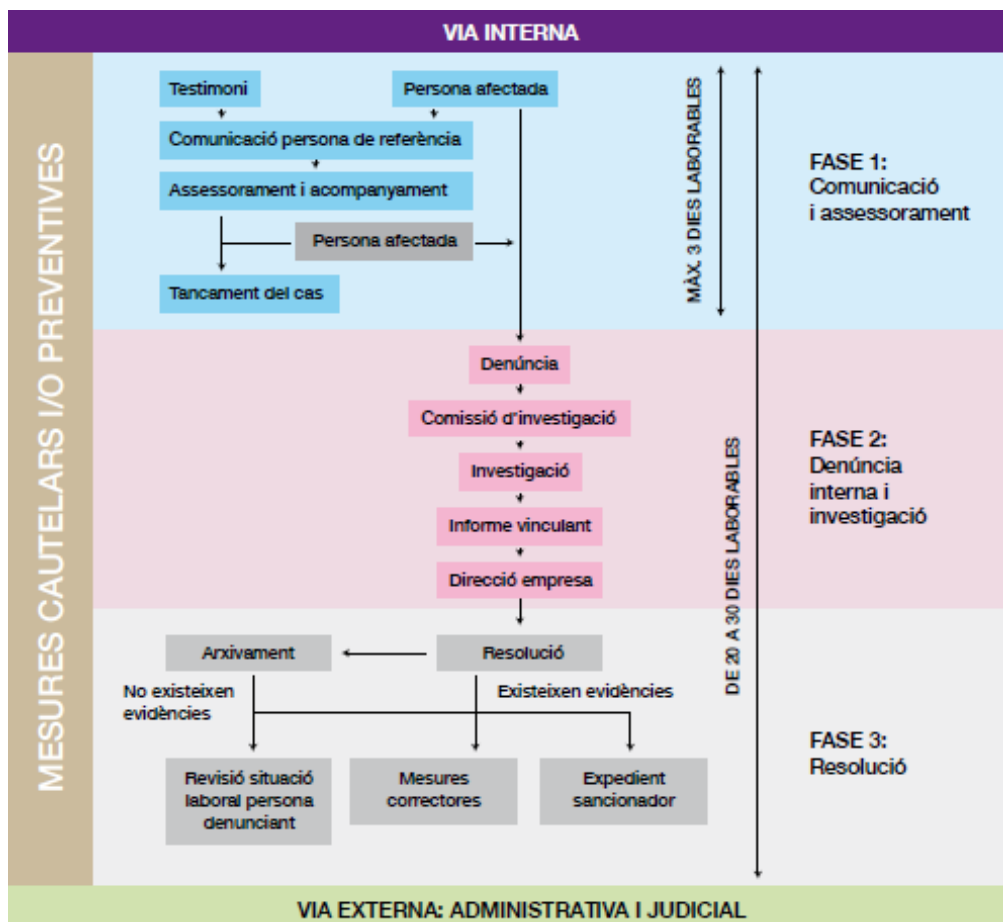 VIA INTERNA
MESURES CAUTELARS I/O PREVENTIVES
Testimoni
Persona afectada
Comunicació persona de referència
Assessorament i acompanyament
Persona afectada
Tancament del cas
MÀX. 3 DIES LABORABLES
FASE 1:
Comunicació
i assessorament
Denúncia
Comissió d'investigació
Investigació
Informe vinculant
Direcció empresa
DE 20 A 30 DIES LABORABLES
FASE 2:
Denúncia
interna i
investigació
Arxivament
Resolució
No existeixen
evidències
Existeixen evidències
Revisió situació
laboral persona
denunciant
Mesures
correctores
Expedient
sancionador
FASE 3:
Resolució
VIA EXTERNA: ADMINISTRATIVA I JUDICIAL